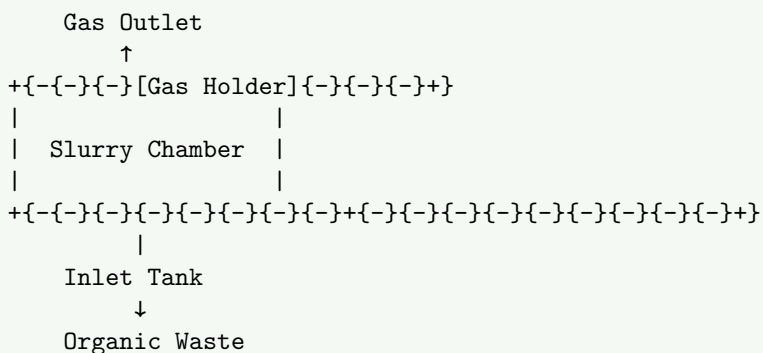 Gas Outlet
↑
+{-{-}{-}[Gas Holder]{-}{-}{-}+}
| |
| Slurry Chamber |
| |
+{-{-}{-}{-}{-}{-}{-}{-}+{-}{-}{-}{-}{-}{-}{-}{-}{-}+}
|
Inlet Tank
↓
Organic Waste